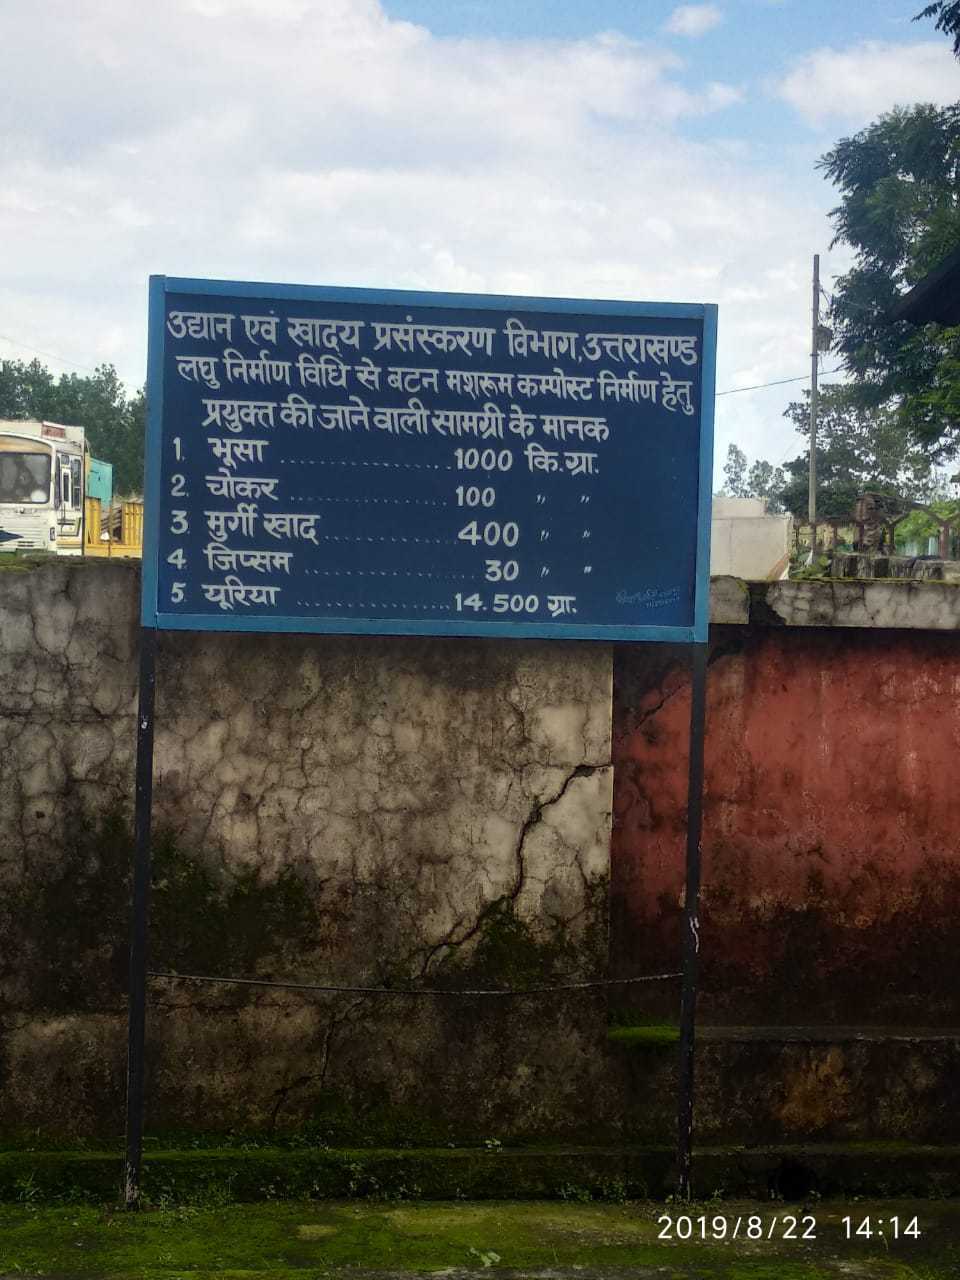 उद्यान एवं खादय प्रसंस्करण विभाग, उत्तराखण्ड
लघु निर्माण विधि से बटन मशरूम कम्पोस्ट निर्माण हेतु
प्रयुक्त की जाने वाली सामग्री के मानक
1. भूसा .................... 1000 कि.ग्रा.
2. चोकर .................... 100 " "
3. मुर्गी खाद .................... 400 " "
4. जिप्सम .................... 30 " "
5. यूरिया .................... 14.500 ग्रा.
2019/8/22 14:14